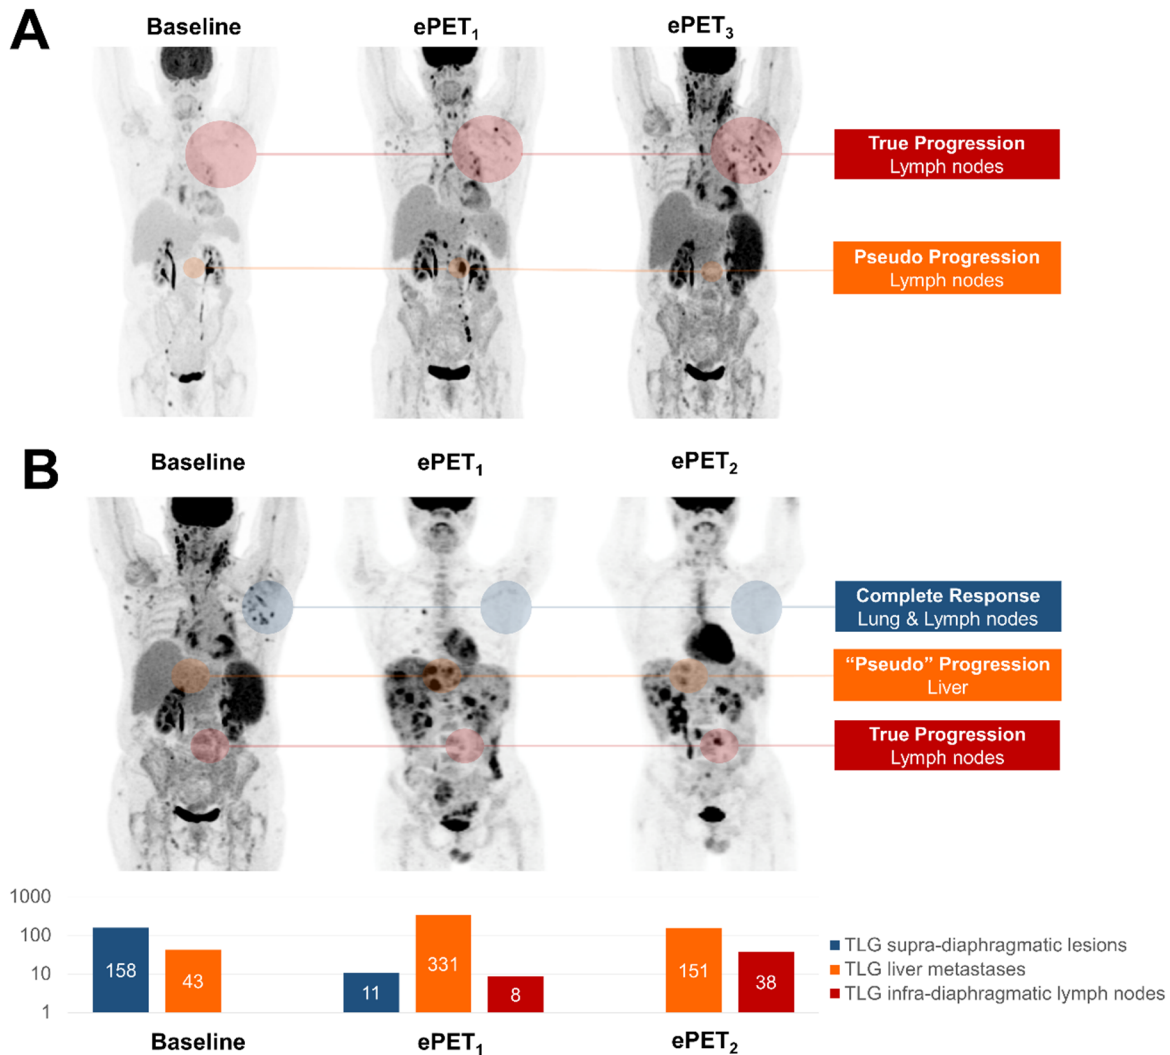 A
Baseline
ePET₁
ePET₃
True Progression
Lymph nodes
Pseudo Progression
Lymph nodes
B
Baseline
ePET₁
ePET₂
Complete Response
Lung & Lymph nodes
“Pseudo” Progression
Liver
True Progression
Lymph nodes
1000
100
10
1
158
43
11
331
8
151
38
TLG supra-diaphragmatic lesions
TLG liver metastases
TLG infra-diaphragmatic lymph nodes
Baseline
ePET₁
ePET₂